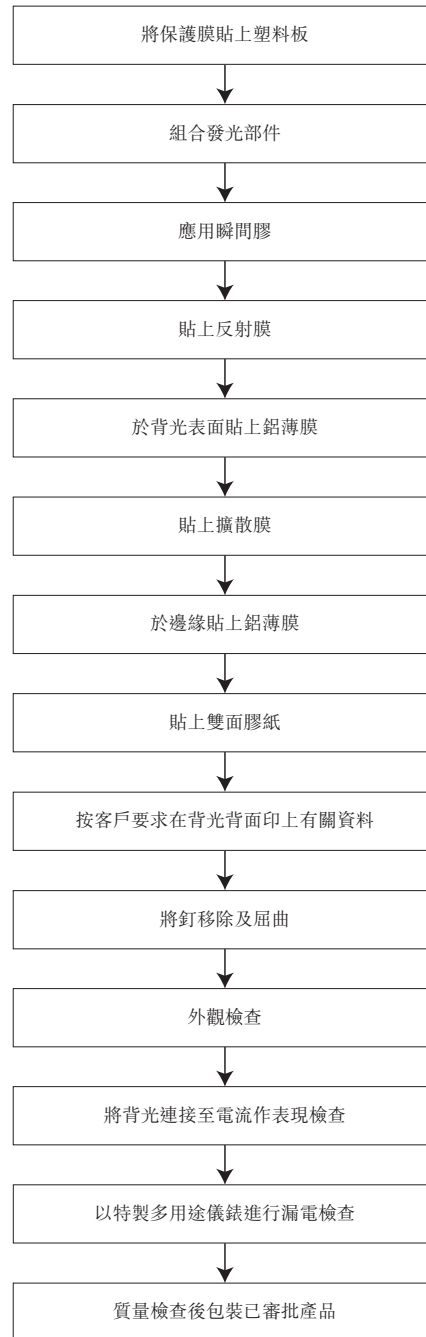 將保護膜貼上塑料板
組合發光部件
應用瞬間膠
貼上反射膜
於背光表面貼上鋁薄膜
貼上擴散膜
於邊緣貼上鋁薄膜
貼上雙面膠紙
按客戶要求在背光背面印上有關資料
將釘移除及屈曲
外觀檢查
將背光連接至電流作表現檢查
以特製多用途儀錶進行漏電檢查
質量檢查後包裝已審批產品